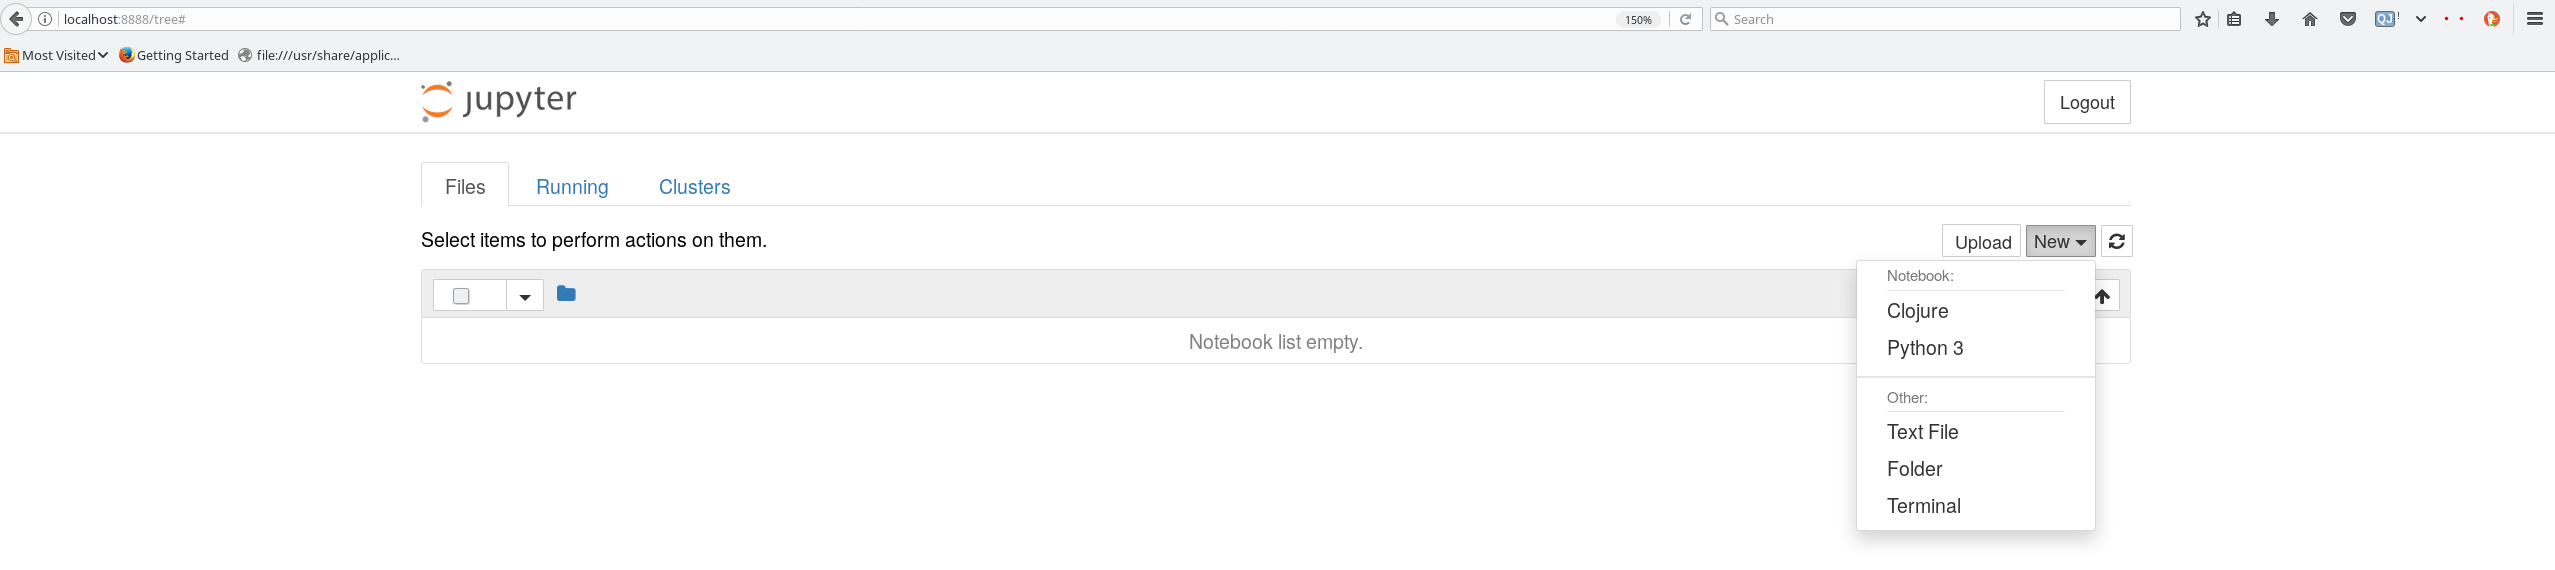 localhost:8888/tree#
150%
Search
QJ !
Most Visited
Getting Started
file:///usr/share/applic...
jupyter
Logout
Files
Running
Clusters
Select items to perform actions on them.
Upload
New
Notebook:
Clojure
Python 3
Other:
Text File
Folder
Terminal
Notebook list empty.